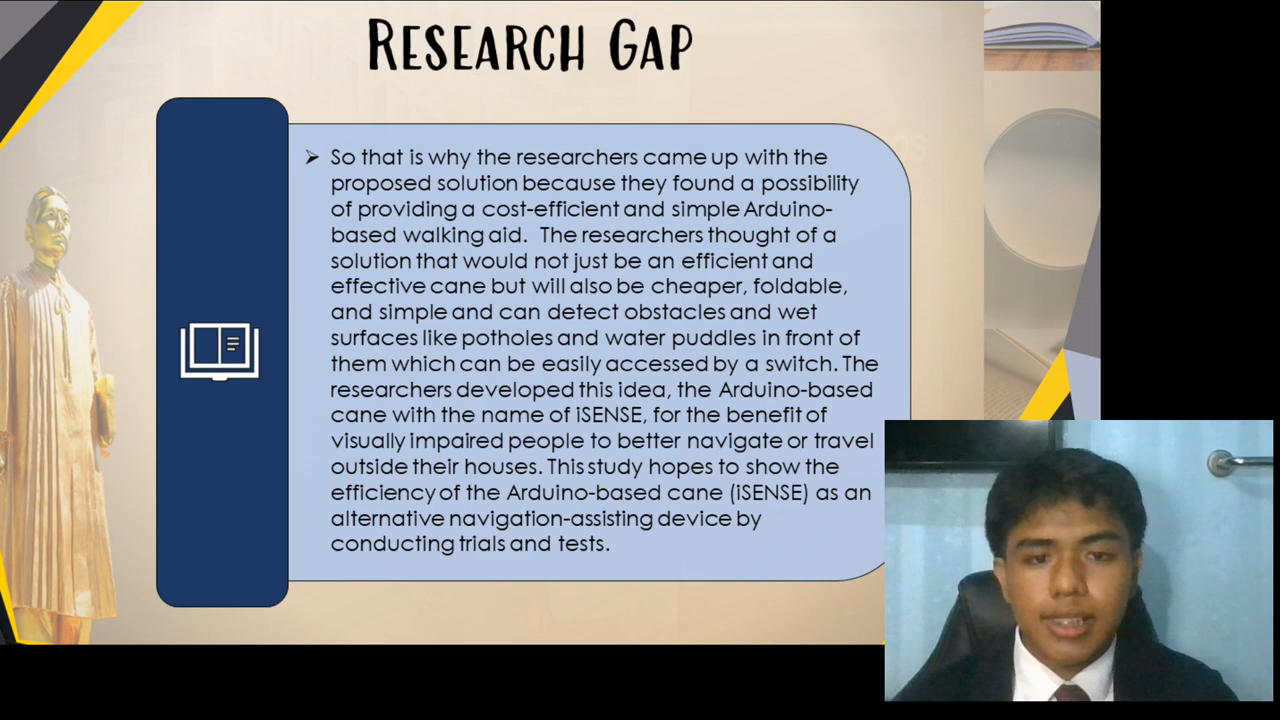 RESEARCH GAP
➢ So that is why the researchers came up with the
proposed solution because they found a possibility
of providing a cost-efficient and simple Arduino-
based walking aid. The researchers thought of a
solution that would not just be an efficient and
effective cane but will also be cheaper, foldable,
and simple and can detect obstacles and wet
surfaces like potholes and water puddles in front of
them which can be easily accessed by a switch. The
researchers developed this idea, the Arduino-based
cane with the name of iSENSE, for the benefit of
visually impaired people to better navigate or travel
outside their houses. This study hopes to show the
efficiency of the Arduino-based cane (iSENSE) as an
alternative navigation-assisting device by
conducting trials and tests.